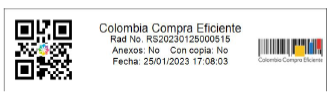 Colombia Compra Eficiente
Rad No. RS20230125000515
Anexos: No Con copia: No
Fecha: 25/01/2023 17:08:03
Colombia Compra Eficiente